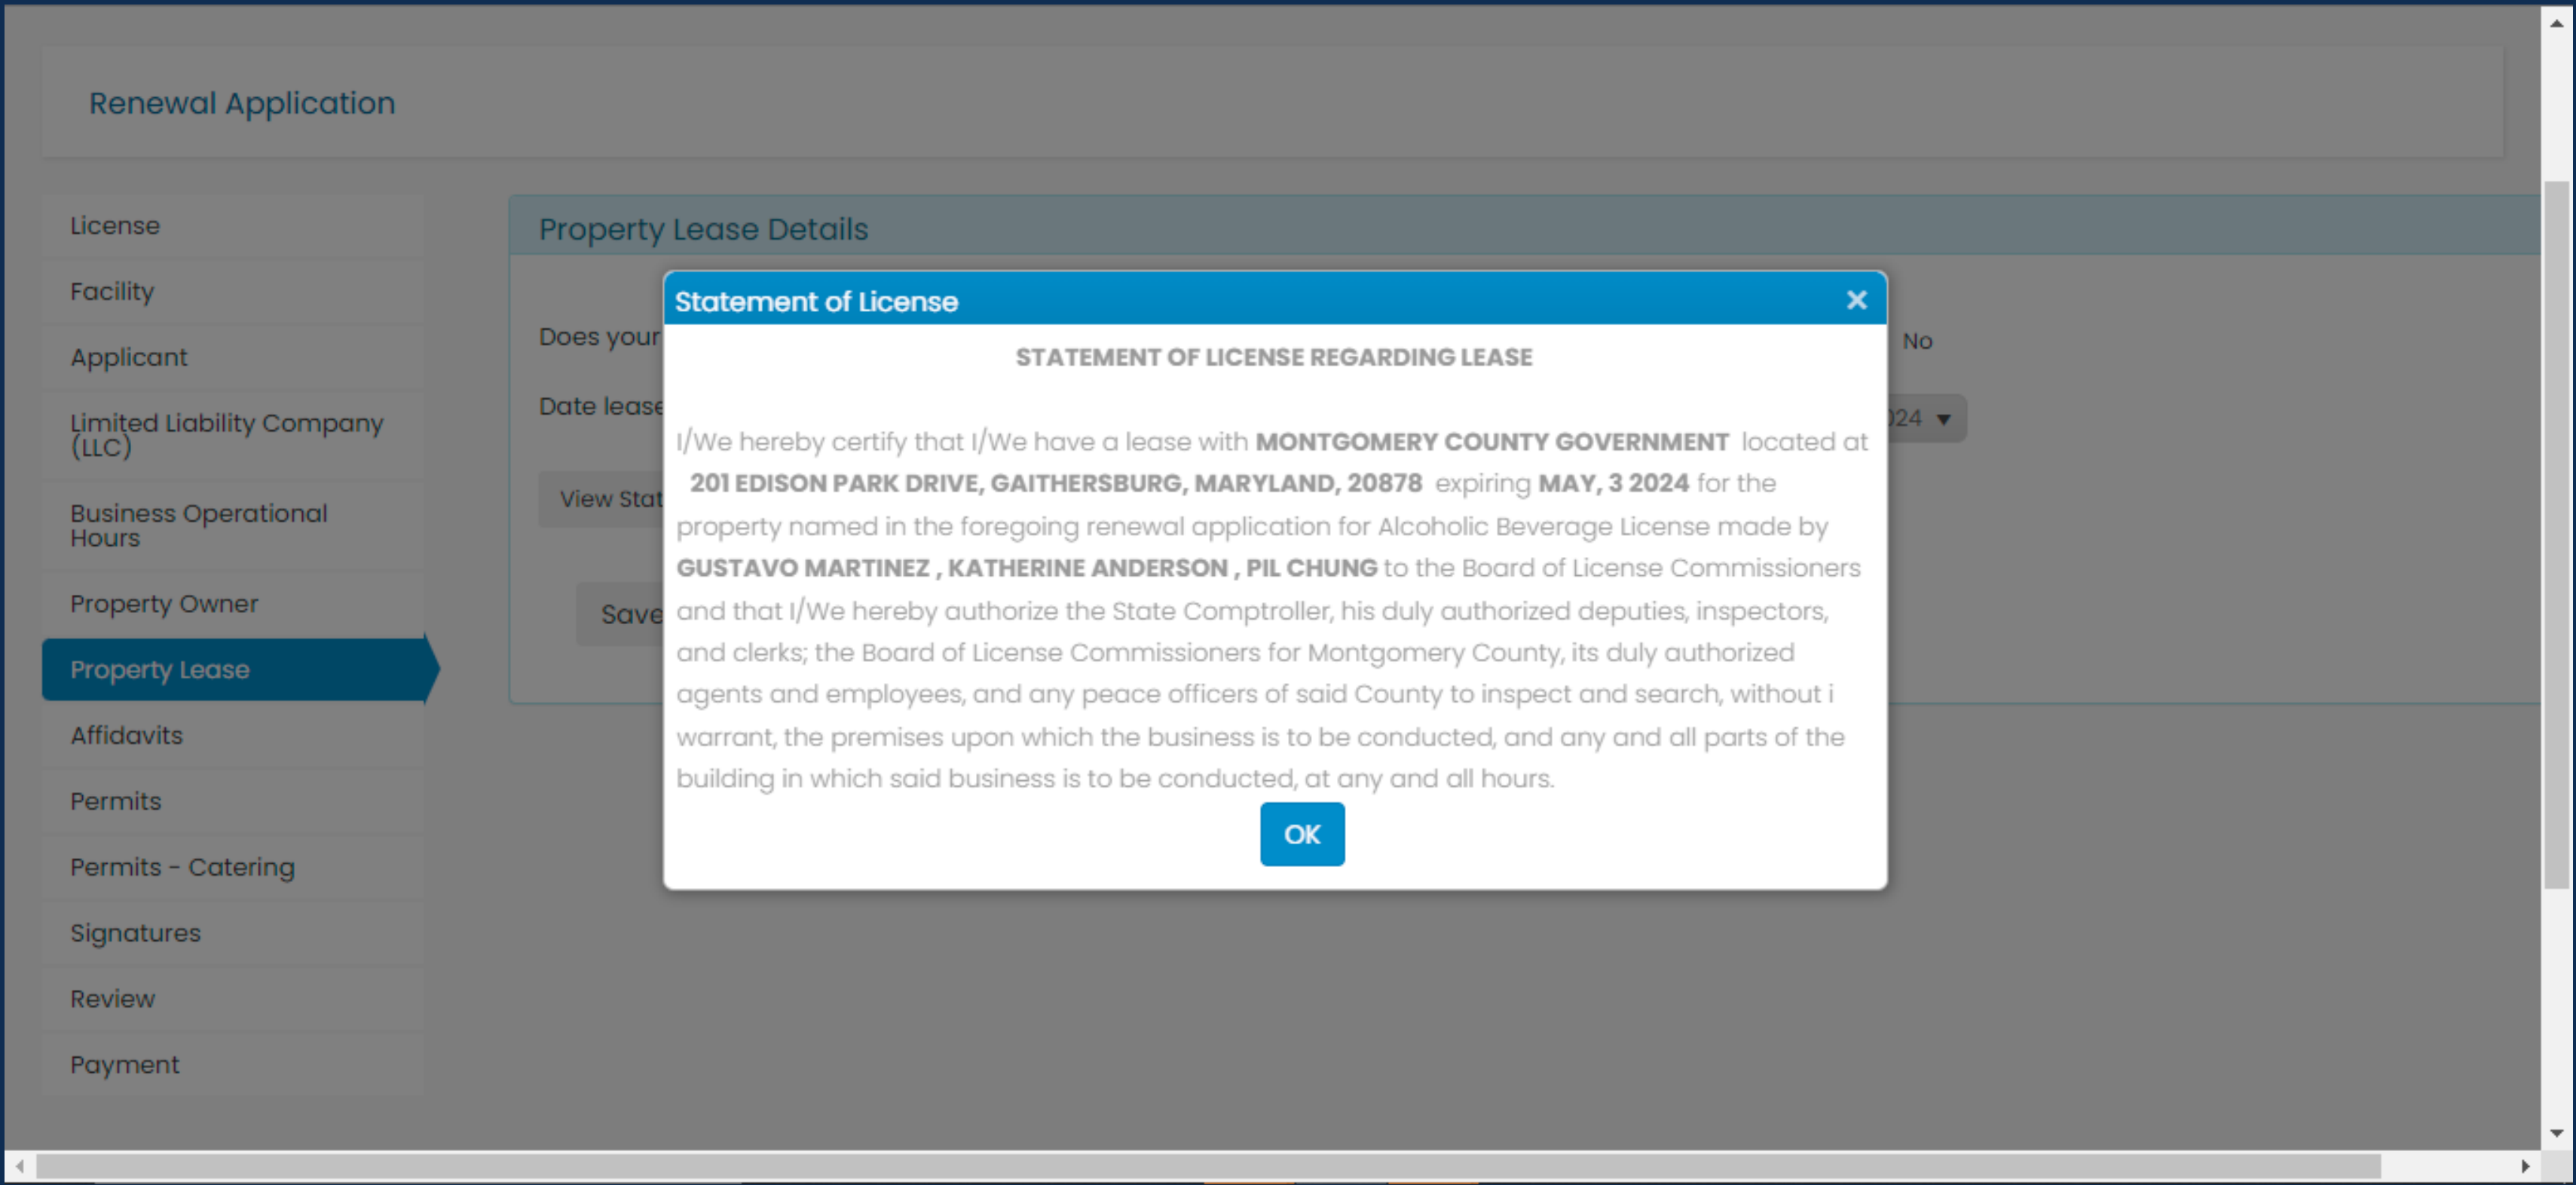 Renewal Application
License
Facility
Applicant
Limited Liability Company
(LLC)
Business Operational
Hours
Property Owner
Property Lease
Affidavits
Permits
Permits - Catering
Signatures
Review
Payment
Property Lease Details
Does your
No
Date lease
024
View Stat
Save
Statement of License
STATEMENT OF LICENSE REGARDING LEASE
I/We hereby certify that I/We have a lease with MONTGOMERY COUNTY GOVERNMENT located at
201 EDISON PARK DRIVE, GAITHERSBURG, MARYLAND, 20878 expiring MAY, 3 2024 for the
property named in the foregoing renewal application for Alcoholic Beverage License made by
GUSTAVO MARTINEZ , KATHERINE ANDERSON , PIL CHUNG to the Board of License Commissioners
and that I/We hereby authorize the State Comptroller, his duly authorized deputies, inspectors,
and clerks; the Board of License Commissioners for Montgomery County, its duly authorized
agents and employees, and any peace officers of said County to inspect and search, without i
warrant, the premises upon which the business is to be conducted, and any and all parts of the
building in which said business is to be conducted, at any and all hours.
OK